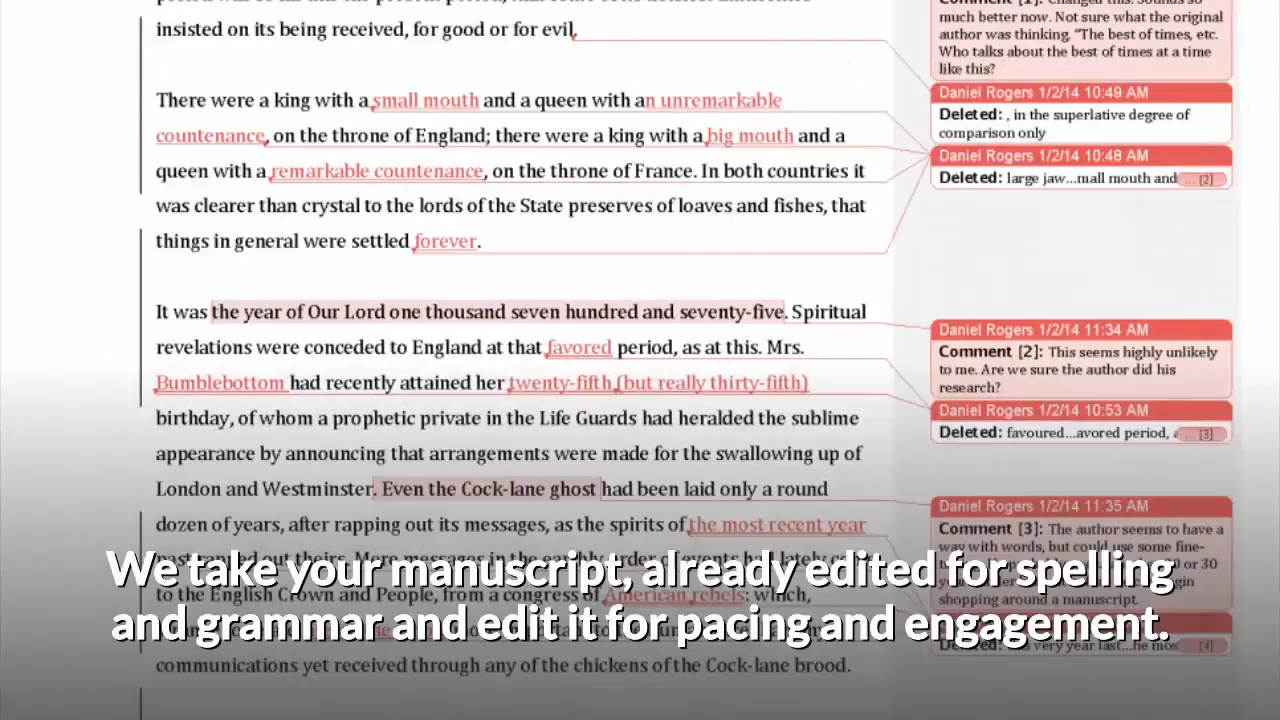 insisted on its being received, for good or for evil.
There were a king with a small mouth and a queen with an unremarkable
countenance, on the throne of England; there were a king with a big mouth and a
queen with a remarkable countenance, on the throne of France. In both countries it
was clearer than crystal to the lords of the State preserves of loaves and fishes, that
things in general were settled forever.
It was the year of Our Lord one thousand seven hundred and seventy-five. Spiritual
revelations were conceded to England at that favored period, as at this. Mrs.
Bumblebottom had recently attained her twenty-fifth (but really thirty-fifth)
birthday, of whom a prophetic private in the Life Guards had heralded the sublime
appearance by announcing that arrangements were made for the swallowing up of
London and Westminster. Even the Cock-lane ghost had been laid only a round
dozen of years, after rapping out its messages, as the spirits of the most recent year
to the English Crown and People, from a congress of American rebels: which,
communications yet received through any of the chickens of the Cock-lane brood.
much better now. Not sure what the original
author was thinking. "The best of times, etc.
Who talks about the best of times at a time
like this?
Daniel Rogers 1/2/14 10:49 AM
Deleted: , in the superlative degree of
comparison only
Daniel Rogers 1/2/14 10:48 AM
Deleted: large jaw...mall mouth and ... [2]
Daniel Rogers 1/2/14 11:34 AM
Comment [2]: This seems highly unlikely
to me. Are we sure the author did his
research?
Daniel Rogers 1/2/14 10:53 AM
Deleted: favoured...avored period, a ... [3]
Daniel Rogers 1/2/14 11:35 AM
Comment [3]: The author seems to have a
way with words, but could use some fine-
shopping around a manuscript.
very year last...he mos ... [4]
We take your manuscript, already edited for spelling
and grammar and edit it for pacing and engagement.